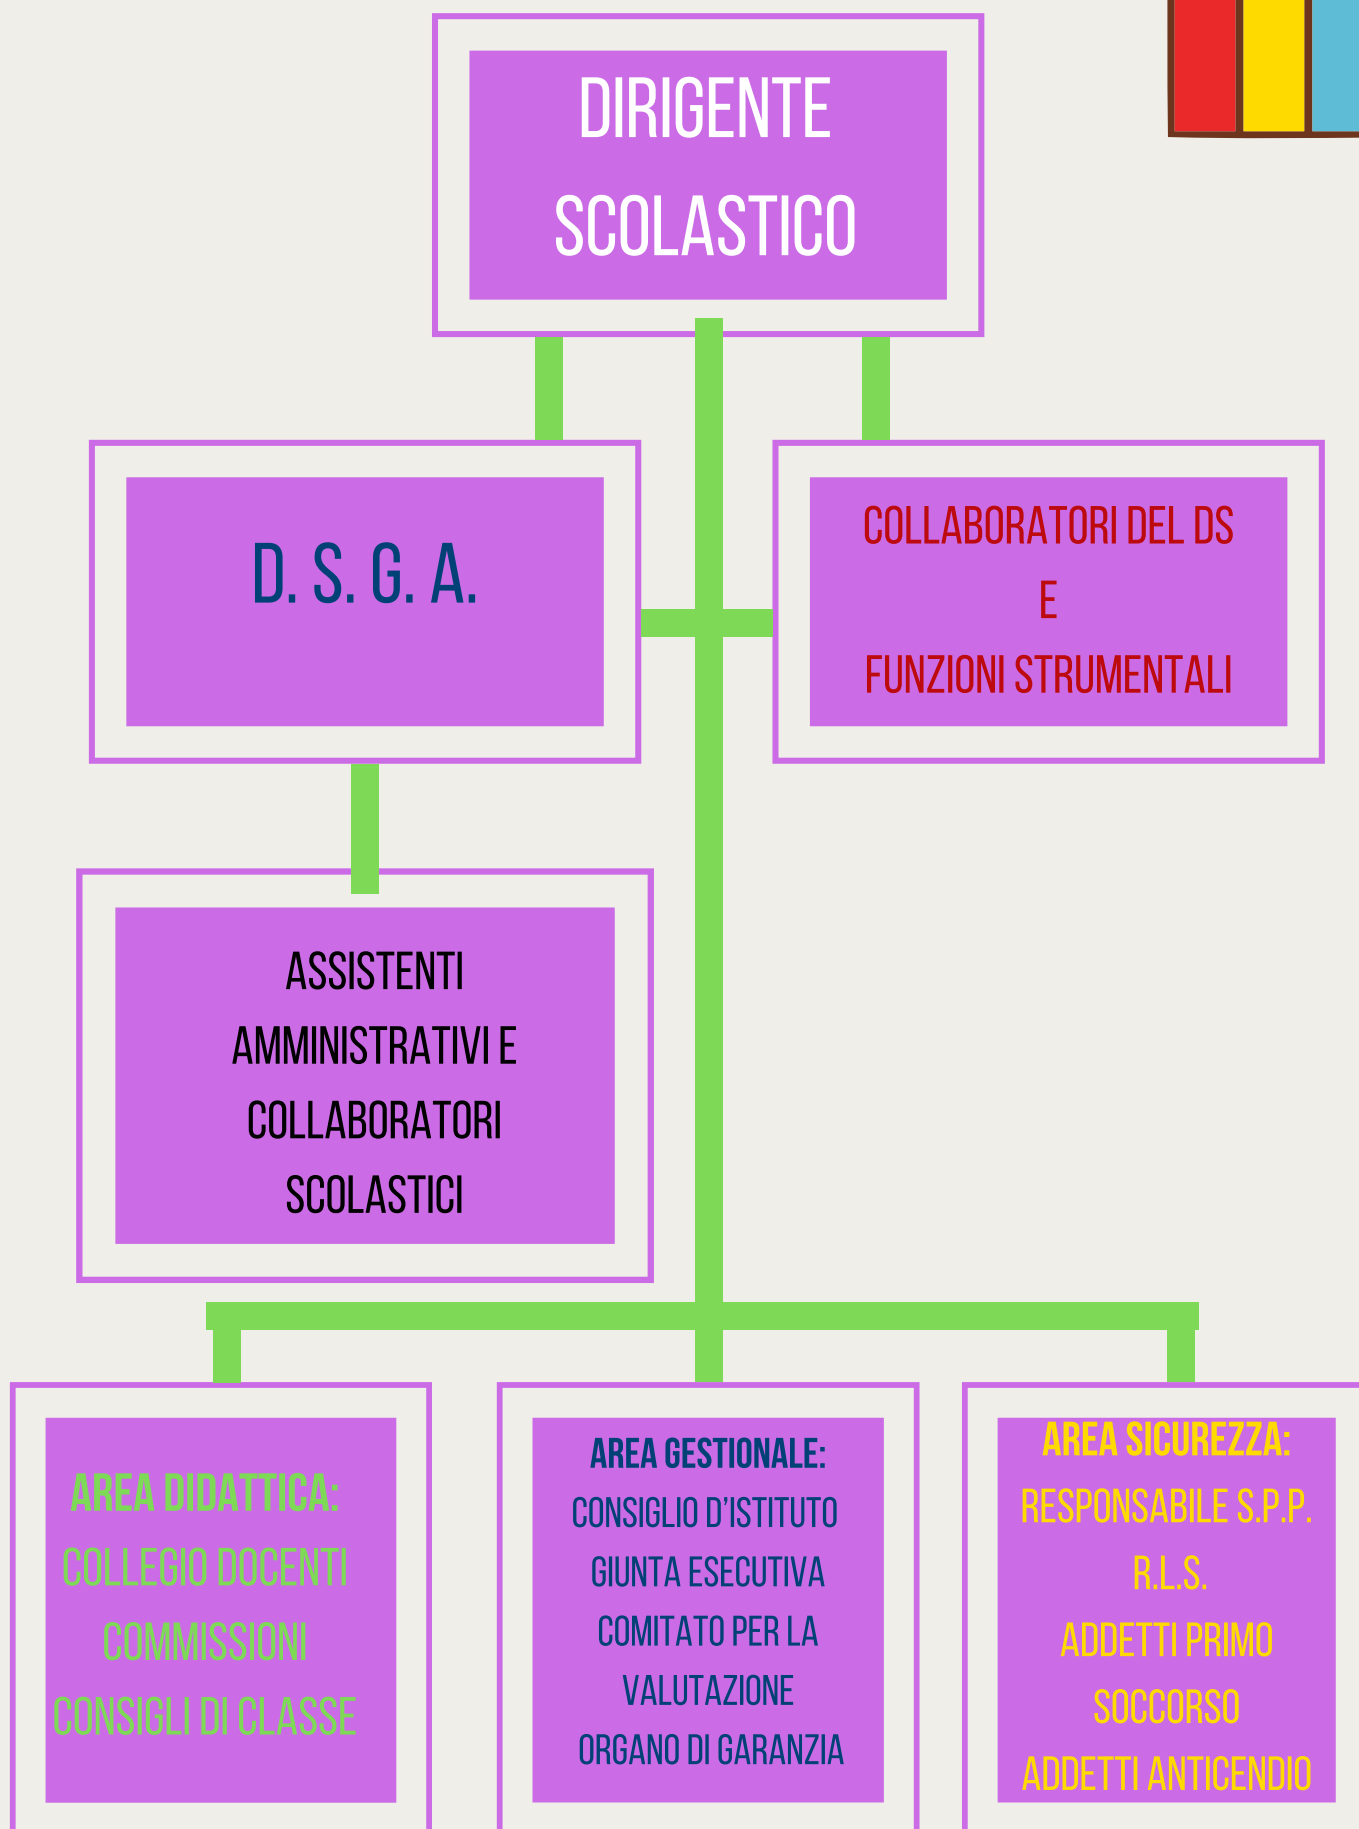 DIRIGENTE
SCOLASTICO
D. S. G. A.
COLLABORATORI DEL DS
E
FUNZIONI STRUMENTALI
ASSISTENTI
AMMINISTRATIVI E
COLLABORATORI
SCOLASTICI
AREA DIDATTICA:
COLLEGIO DOCENTI
COMMISSIONI
CONSIGLI DI CLASSE
AREA GESTIONALE:
CONSIGLIO D'ISTITUTO
GIUNTA ESECUTIVA
COMITATO PER LA
VALUTAZIONE
ORGANO DI GARANZIA
AREA SICUREZZA:
RESPONSABILE S.P.P.
R.L.S.
ADDETTI PRIMO
SOCCORSO
ADDETTI ANTICENDIO